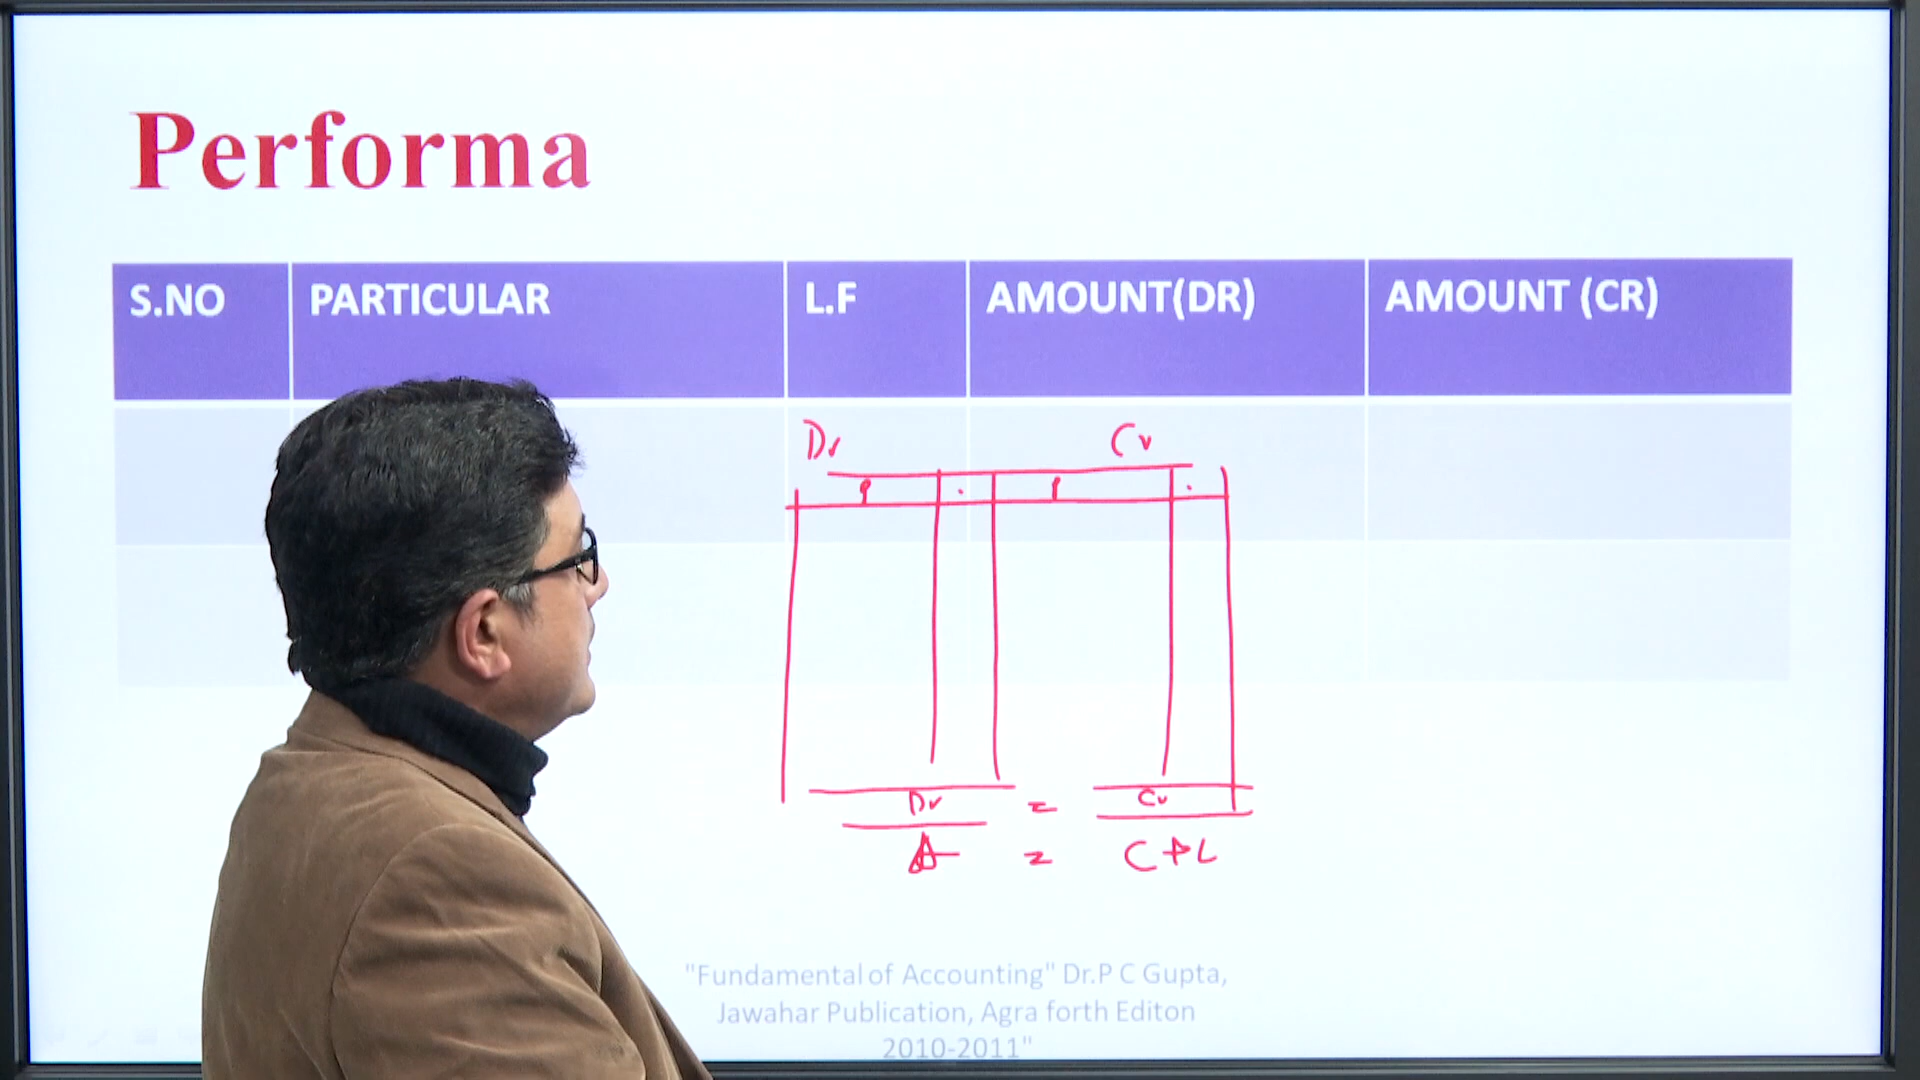 Performa
S.NO PARTICULAR L.F AMOUNT(DR) AMOUNT (CR)
Dr Cr
P . P .
Dr = Cr
A = C+L
"Fundamental of Accounting" Dr.P C Gupta,
Jawahar Publication, Agra forth Editon
2010-2011"